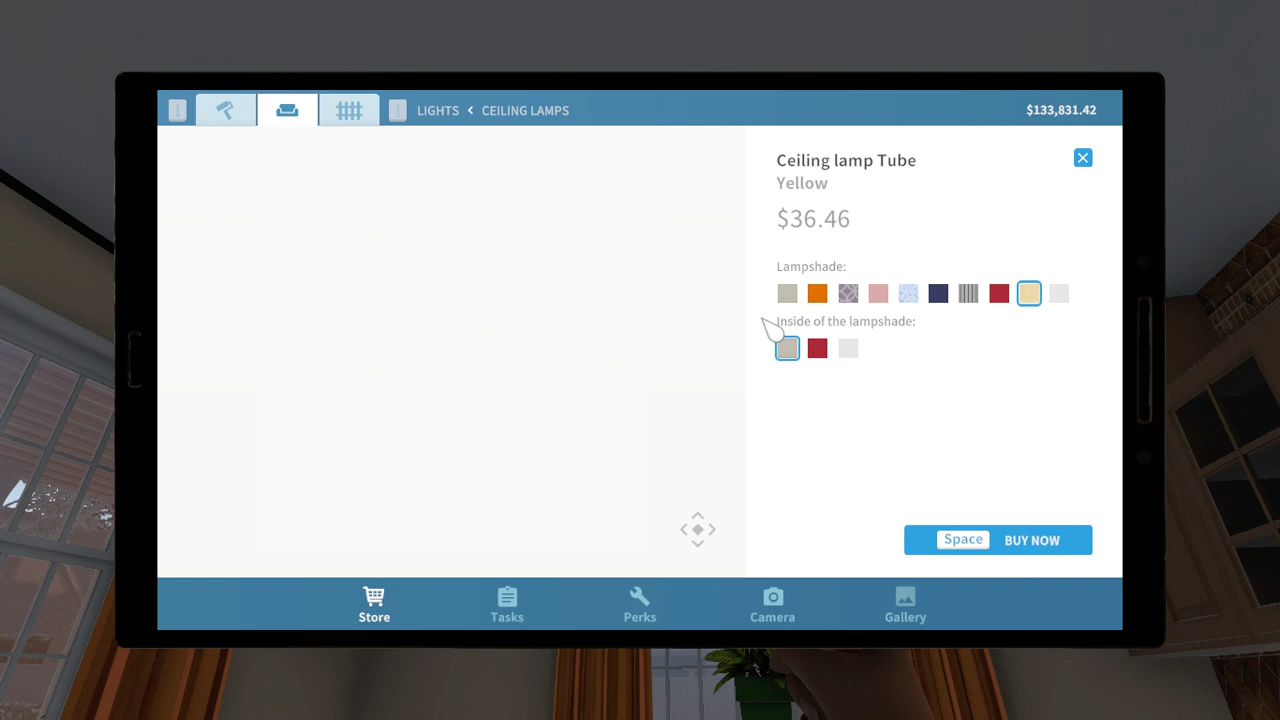 LIGHTS < CEILING LAMPS
$133,831.42
Ceiling lamp Tube
Yellow
$36.46
Lampshade:
Inside of the lampshade:
Space BUY NOW
Store Tasks Perks Camera Gallery